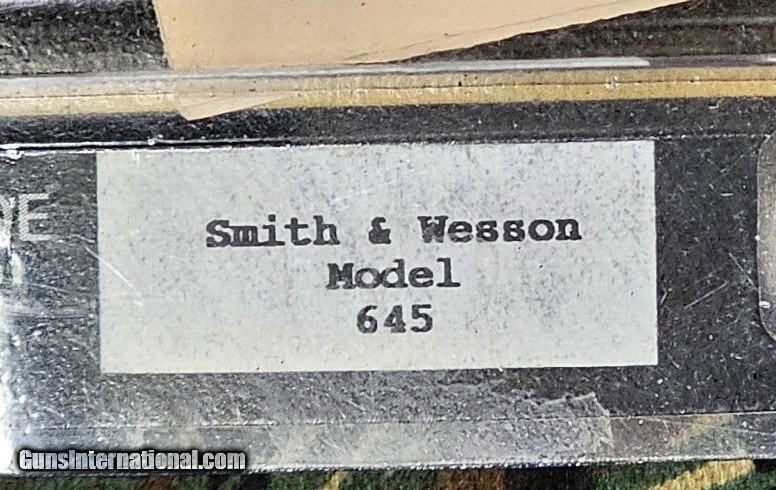 Smith & Wesson
Model
645
GunsInternational.com